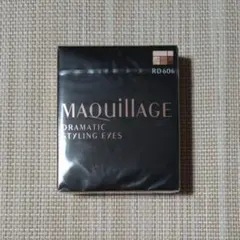 RD606
MAQuillAGE
DRAMATIC
STYLING EYES